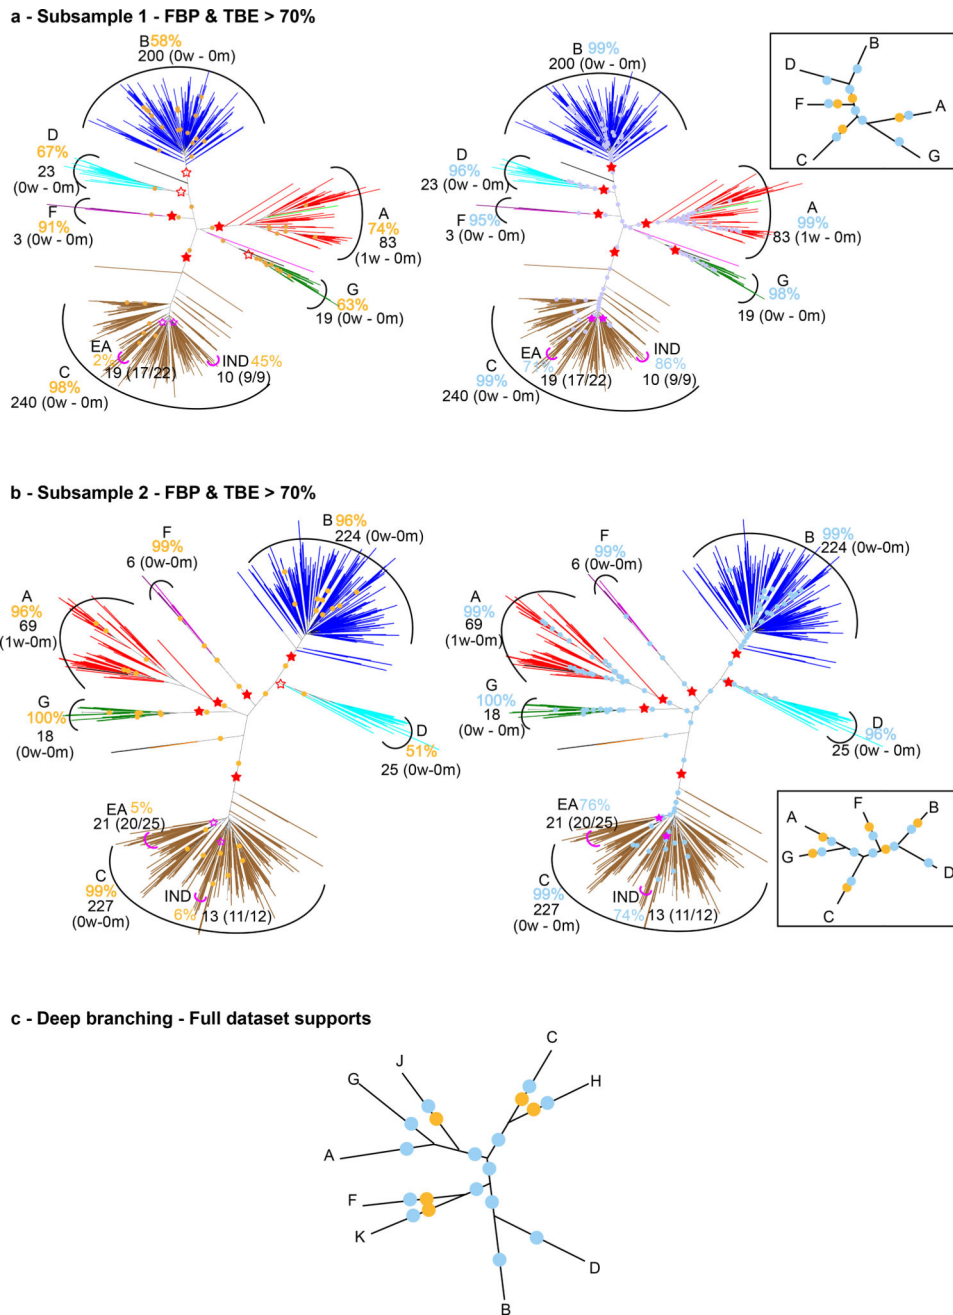 a - Subsample 1 - FBP & TBE > 70%
B 58%
200 (0w - 0m)
D
67%
23
(0w - 0m)
F
91%
3 (0w - 0m)
A
74%
83
(1w - 0m)
G
63%
19 (0w - 0m)
EA
2%
19 (17/22)
IND 45%
10 (9/9)
C
98%
240 (0w - 0m)
B 99%
200 (0w - 0m)
D
96%
23 (0w - 0m)
F 95%
3 (0w - 0m)
A
99%
83 (1w - 0m)
G
98%
19 (0w - 0m)
EA
19 (17/22)
IND
86%
10 (9/9)
C
99%
240 (0w - 0m)
B
D
F
A
C
G
b - Subsample 2 - FBP & TBE > 70%
F
99%
6 (0w-0m)
B 96%
224 (0w-0m)
A
96%
69
(1w-0m)
G
100%
18
(0w-0m)
D
51%
25 (0w-0m)
EA 5%
21 (20/25)
C
99%
227
(0w-0m)
IND
6%
13 (11/12)
F
99%
6 (0w-0m)
B 99%
224 (0w-0m)
A
99%
69
(1w-0m)
G
100%
18
(0w - 0m)
D
96%
25 (0w - 0m)
EA 76%
21 (20/25)
C
99%
227
(0w - 0m)
IND
74%
13 (11/12)
A
F
B
G
D
C
c - Deep branching - Full dataset supports
C
J
H
G
A
F
K
D
B